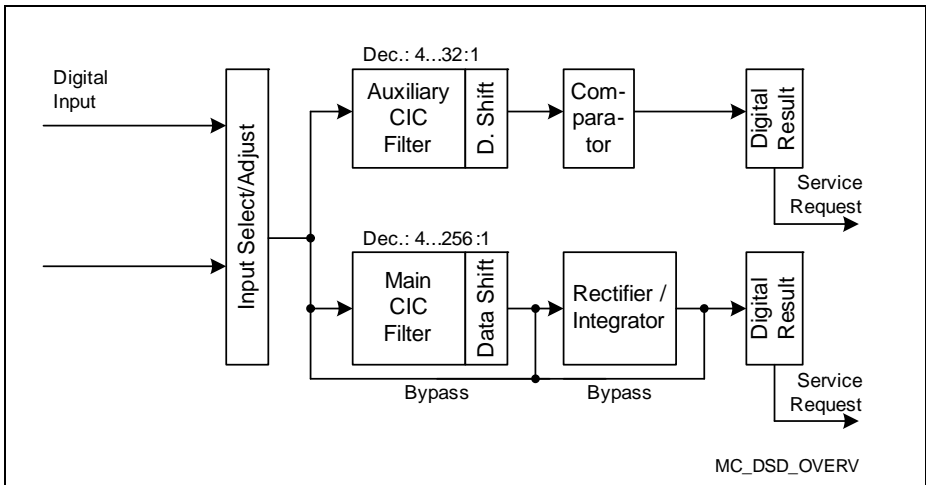 Digital
Input
Input Select/Adjust
Dec.: 4...32:1
Auxiliary
CIC
Filter
D. Shift
Com-
para-
tor
Digital
Result
Service
Request
Dec.: 4...256:1
Main
CIC
Filter
Data Shift
Rectifier /
Integrator
Digital
Result
Bypass
Bypass
Service
Request
MC_DSD_OVERV